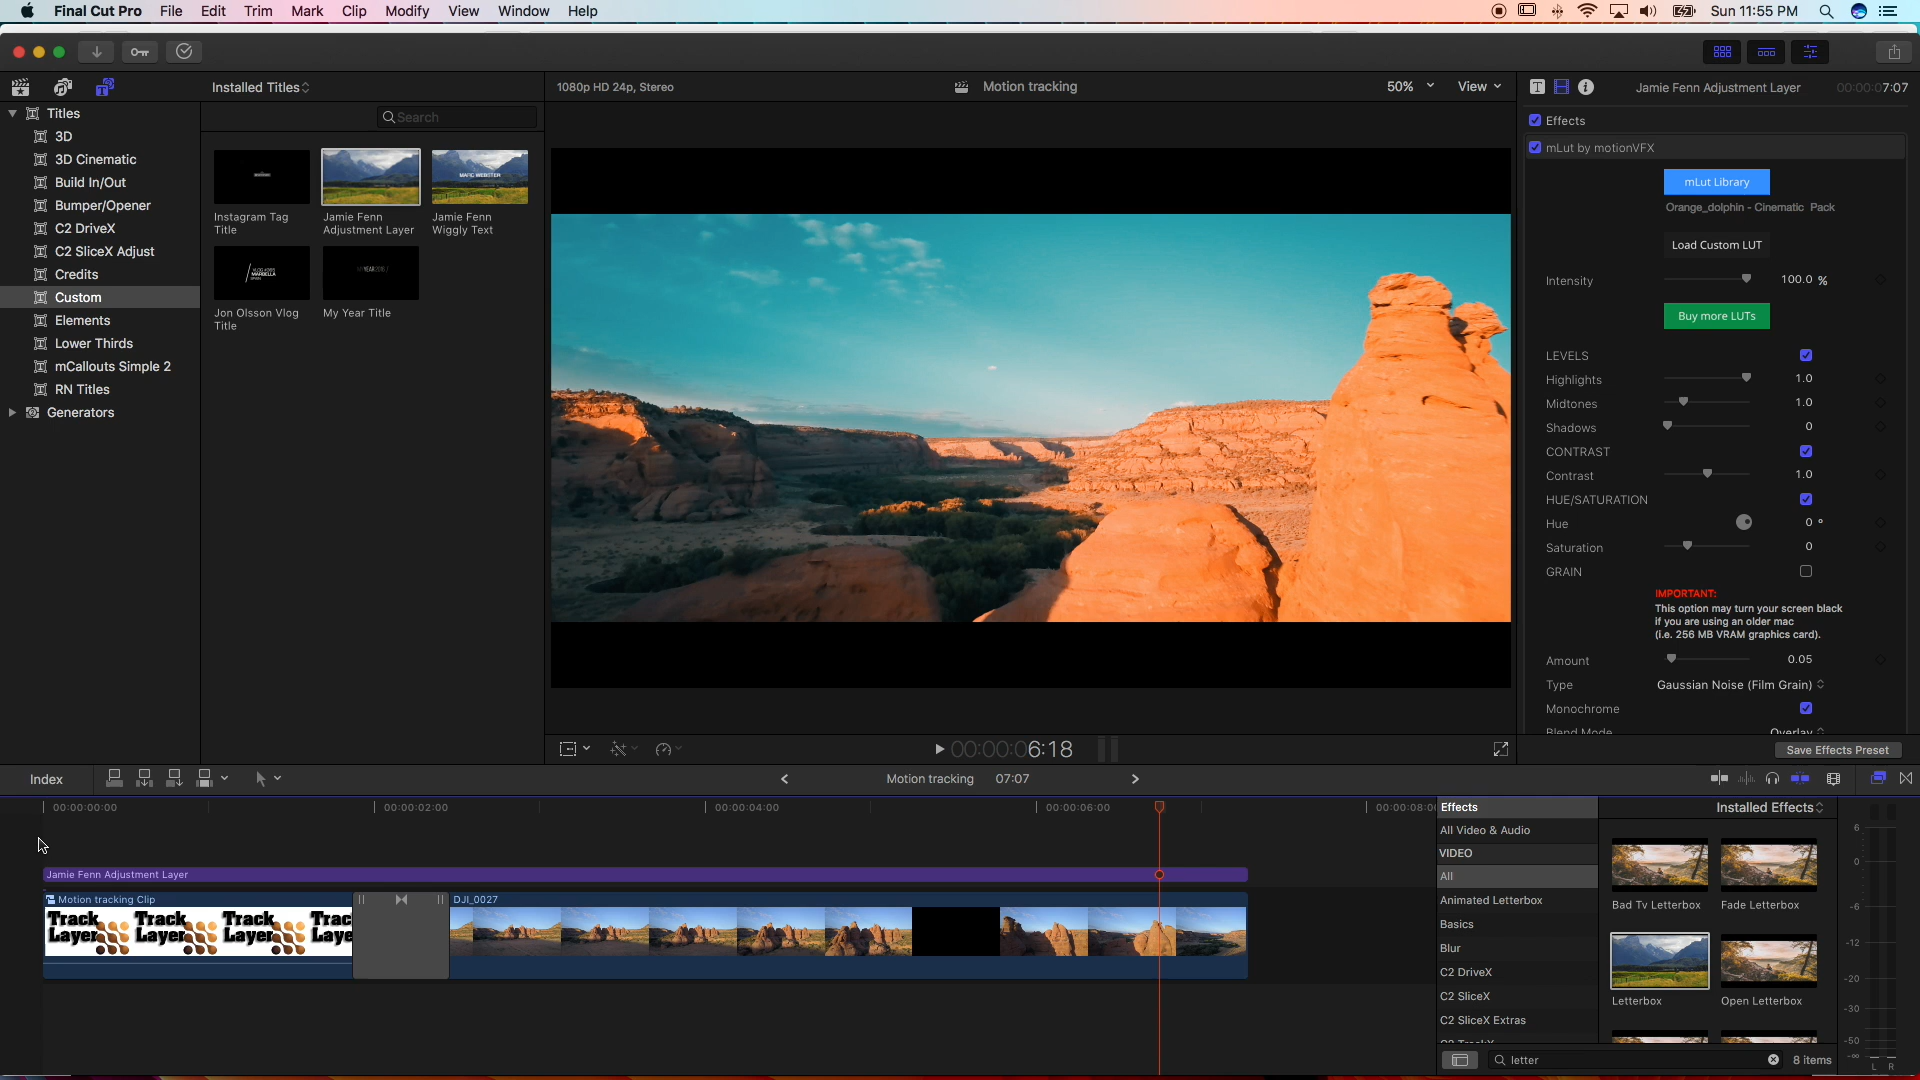 Final Cut Pro File Edit Trim Mark Clip Modify View Window Help Sun 11:55 PM
Installed Titles
1080p HD 24p, Stereo
Motion tracking
50%
View
Jamie Fenn Adjustment Layer
00:00:07:07
Titles
3D
3D Cinematic
Build In/Out
Bumper/Opener
C2 DriveX
C2 SliceX Adjust
Credits
Custom
Elements
Lower Thirds
mCallouts Simple 2
RN Titles
Generators
Search
MARC WEBSTER
Instagram Tag
Title
Jamie Fenn
Adjustment Layer
Jamie Fenn
Wiggly Text
MARBELLA
Jon Olsson Vlog
Title
My Year Title
Effects
mLut by motionVFX
mLut Library
Orange_dolphin - Cinematic Pack
Load Custom LUT
Intensity 100.0 %
Buy more LUTs
LEVELS
Highlights 1.0
Midtones 1.0
Shadows 0
CONTRAST
Contrast 1.0
HUE/SATURATION
Hue 0 °
Saturation 0
GRAIN
IMPORTANT:
This option may turn your screen black
if you are using an older mac
(i.e. 256 MB VRAM graphics card).
Amount 0.05
Type Gaussian Noise (Film Grain)
Monochrome
Blend Mode Overlay
Save Effects Preset
00:00:06:18
Index
Motion tracking 07:07
00:00:00:00 00:00:02:00 00:00:04:00 00:00:06:00 00:00:08:0
Jamie Fenn Adjustment Layer
Motion tracking Clip
DJI_0027
Track Track Track Trac
Layer Layer Layer Laye
Effects
Installed Effects
All Video & Audio
VIDEO
All
Animated Letterbox
Basics
Blur
C2 DriveX
C2 SliceX
C2 SliceX Extras
C2 TrackX
Bad Tv Letterbox
Fade Letterbox
Letterbox
Open Letterbox
letter
8 items
6
0
-6
-12
-20
-30
-50
-∞
L R